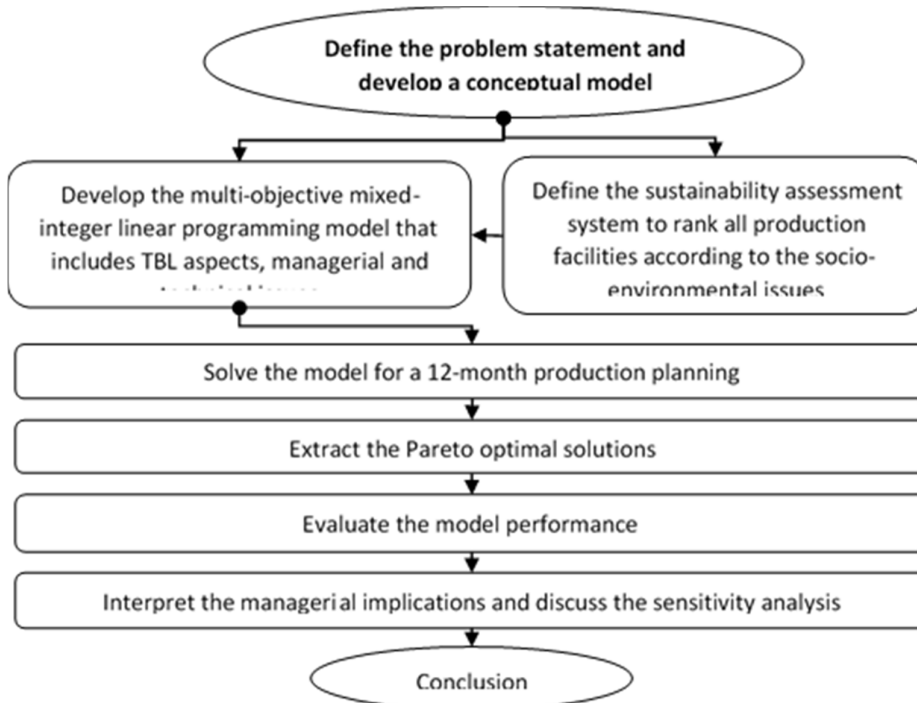 Define the problem statement and
develop a conceptual model
Develop the multi-objective mixed-
integer linear programming model that
includes TBL aspects, managerial and
Define the sustainability assessment
system to rank all production
facilities according to the socio-
environmental issues
Solve the model for a 12-month production planning
Extract the Pareto optimal solutions
Evaluate the model performance
Interpret the managerial implications and discuss the sensitivity analysis
Conclusion